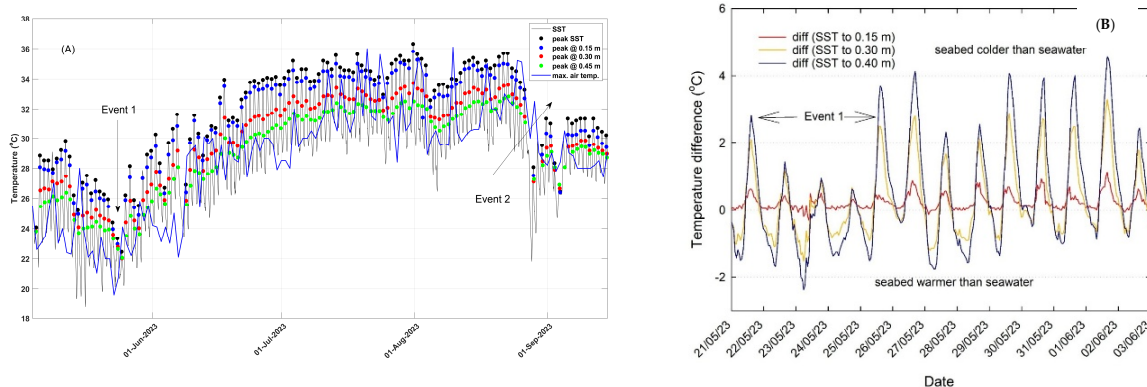 (A)
SST
peak SST
peak @ 0.15 m
peak @ 0.30 m
peak @ 0.45 m
max. air temp.
Event 1
Event 2
Temperature (°C)
38
36
34
32
30
28
26
24
22
20
18
01-Jun-2023
01-Jul-2023
01-Aug-2023
01-Sep-2023
(B)
diff (SST to 0.15 m)
diff (SST to 0.30 m)
diff (SST to 0.40 m)
seabed colder than seawater
Event 1
seabed warmer than seawater
Temperature difference (°C)
6
4
2
0
-2
21/05/23
22/05/23
23/05/23
24/05/23
25/05/23
26/05/23
27/05/23
28/05/23
29/05/23
30/05/23
31/05/23
01/06/23
02/06/23
03/06/23
Date